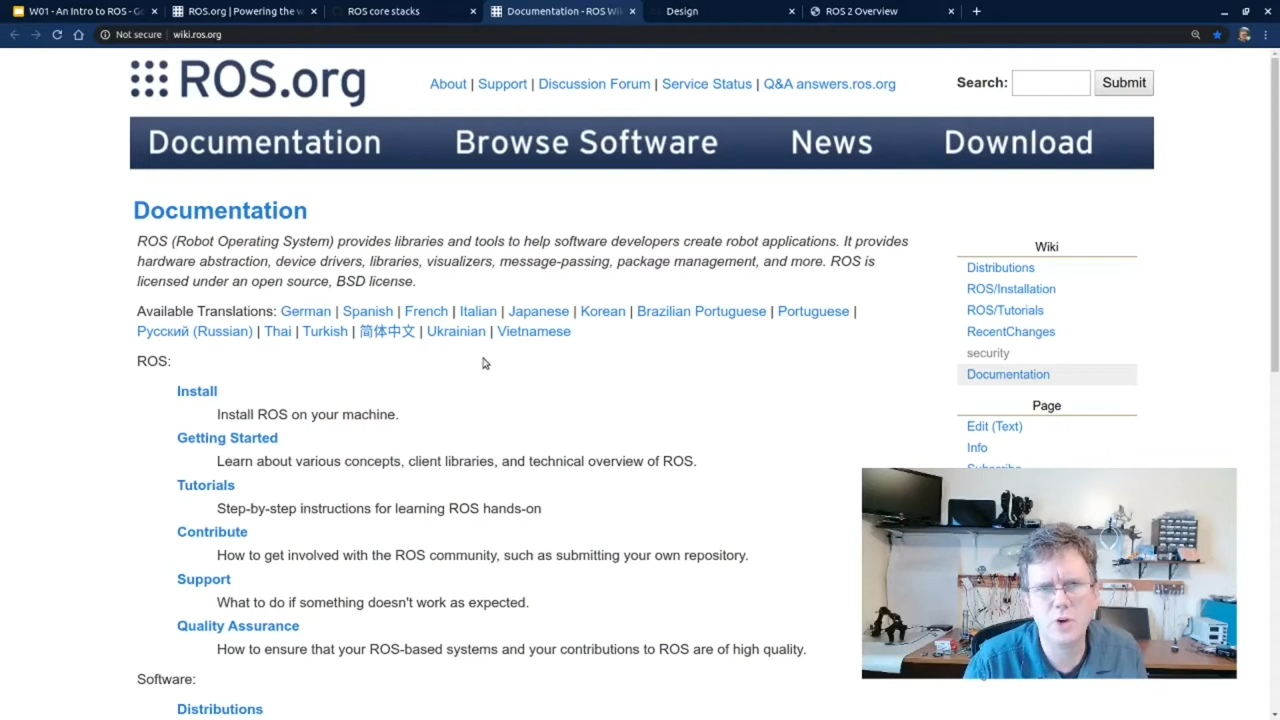 W01 - An Intro to ROS - G
ROS.org | Powering the w
ROS core stacks
Documentation - ROS Wi
Design
ROS 2 Overview
Not secure | wiki.ros.org
ROS.org
About | Support | Discussion Forum | Service Status | Q&A answers.ros.org
Search: Submit
Documentation Browse Software News Download
Documentation
ROS (Robot Operating System) provides libraries and tools to help software developers create robot applications. It provides
hardware abstraction, device drivers, libraries, visualizers, message-passing, package management, and more. ROS is
licensed under an open source, BSD license.
Available Translations: German | Spanish | French | Italian | Japanese | Korean | Brazilian Portuguese | Portuguese |
Русский (Russian) | Thai | Turkish | 简体中文 | Ukrainian | Vietnamese
ROS:
Install
Install ROS on your machine.
Getting Started
Learn about various concepts, client libraries, and technical overview of ROS.
Tutorials
Step-by-step instructions for learning ROS hands-on
Contribute
How to get involved with the ROS community, such as submitting your own repository.
Support
What to do if something doesn't work as expected.
Quality Assurance
How to ensure that your ROS-based systems and your contributions to ROS are of high quality.
Software:
Distributions
Wiki
Distributions
ROS/Installation
ROS/Tutorials
RecentChanges
security
Documentation
Page
Edit (Text)
Info